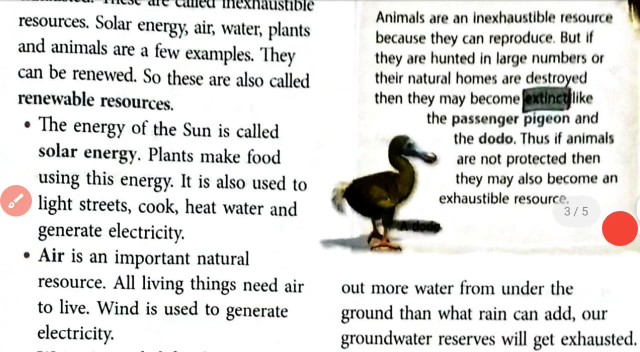 These are called inexhaustible
resources. Solar energy, air, water, plants
and animals are a few examples. They
can be renewed. So these are also called
renewable resources.
• The energy of the Sun is called
solar energy. Plants make food
using this energy. It is also used to
light streets, cook, heat water and
generate electricity.
• Air is an important natural
resource. All living things need air
to live. Wind is used to generate
electricity.
Animals are an inexhaustible resource
because they can reproduce. But if
they are hunted in large numbers or
their natural homes are destroyed
then they may become extinct like
the passenger pigeon and
the dodo. Thus if animals
are not protected then
they may also become an
exhaustible resource.
A dodo
3 / 5
out more water from under the
ground than what rain can add, our
groundwater reserves will get exhausted.